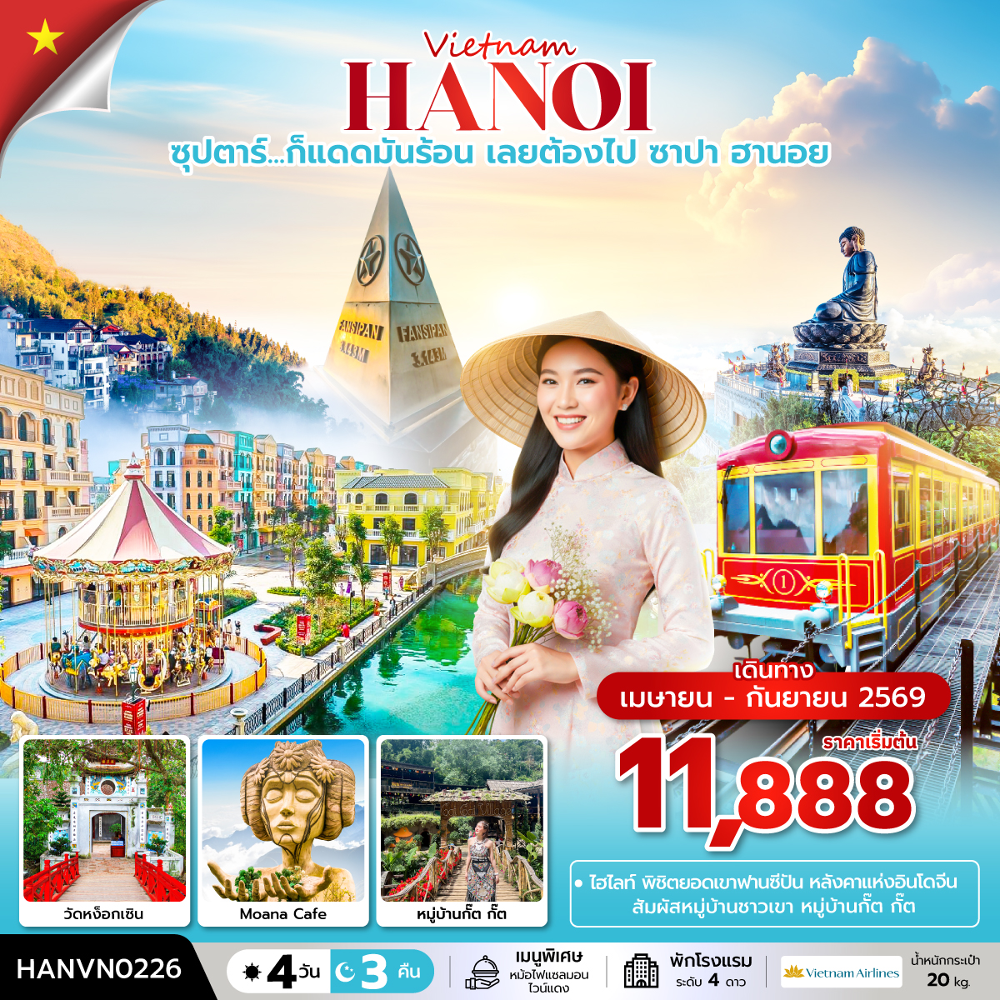 Vietnam
HANOI
ซุปตาร์...ก็แดดมันร้อน เลยต้องไป ซาปา ฮานอย
FANSIPAN
3.143M
FANSIPAN
3.143M
1
เดินทาง
เมษายน - กันยายน 2569
ราคาเริ่มต้น
11,888
• ไฮไลท์ พิชิตยอดเขาฟานซีปัน หลังคาแห่งอินโดจีน
สัมผัสหมู่บ้านชาวเขา หมู่บ้านกั๊ต กั๊ต
วัดหง็อกเซิน
Moana Cafe
หมู่บ้านกั๊ต กั๊ต
HANVN0226
4 วัน 3 คืน
เมนูพิเศษ
หม้อไฟแซลมอน
ไวน์แดง
พักโรงแรม
ระดับ 4 ดาว
Vietnam Airlines
น้ำหนักกระเป๋า
20 kg.